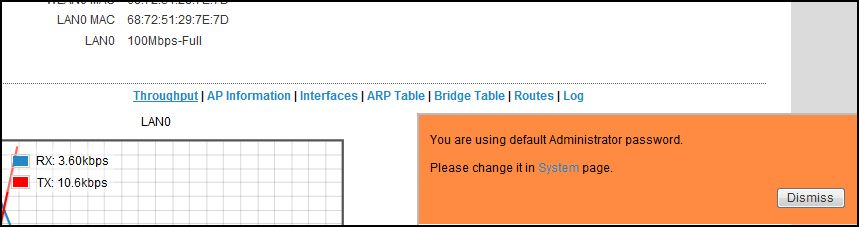 LAN0 MAC 68:72:51:29:7E:7D
LAN0 100Mbps-Full
Throughput | AP Information | Interfaces | ARP Table | Bridge Table | Routes | Log
LAN0
RX: 3.60kbps
TX: 10.6kbps
You are using default Administrator password.
Please change it in System page.
Dismiss